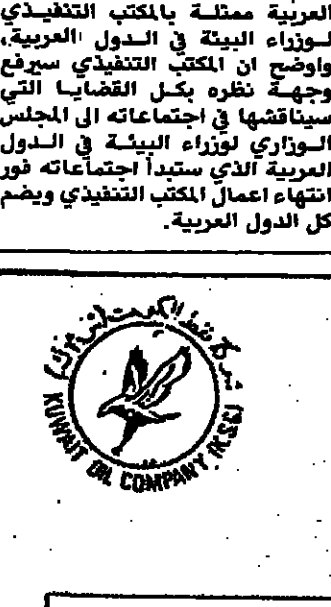 العربية ممثلة بالمكتب التنفيذي
لوزراء البيئة في الدول العربية،
واوضح ان المكتب التنفيذي سيرفع
وجهة نظره بكل القضايا التي
سيناقشها في اجتماعاته الى المجلس
الوزاري لوزراء البيئة في الدول
العربية الذي ستبدأ اجتماعاته فور
انتهاء اعمال المكتب التنفيذي ويضم
كل الدول العربية.
شركة نفط الكويت (ش.م.ك)
KUWAIT OIL COMPANY (K.S.C)